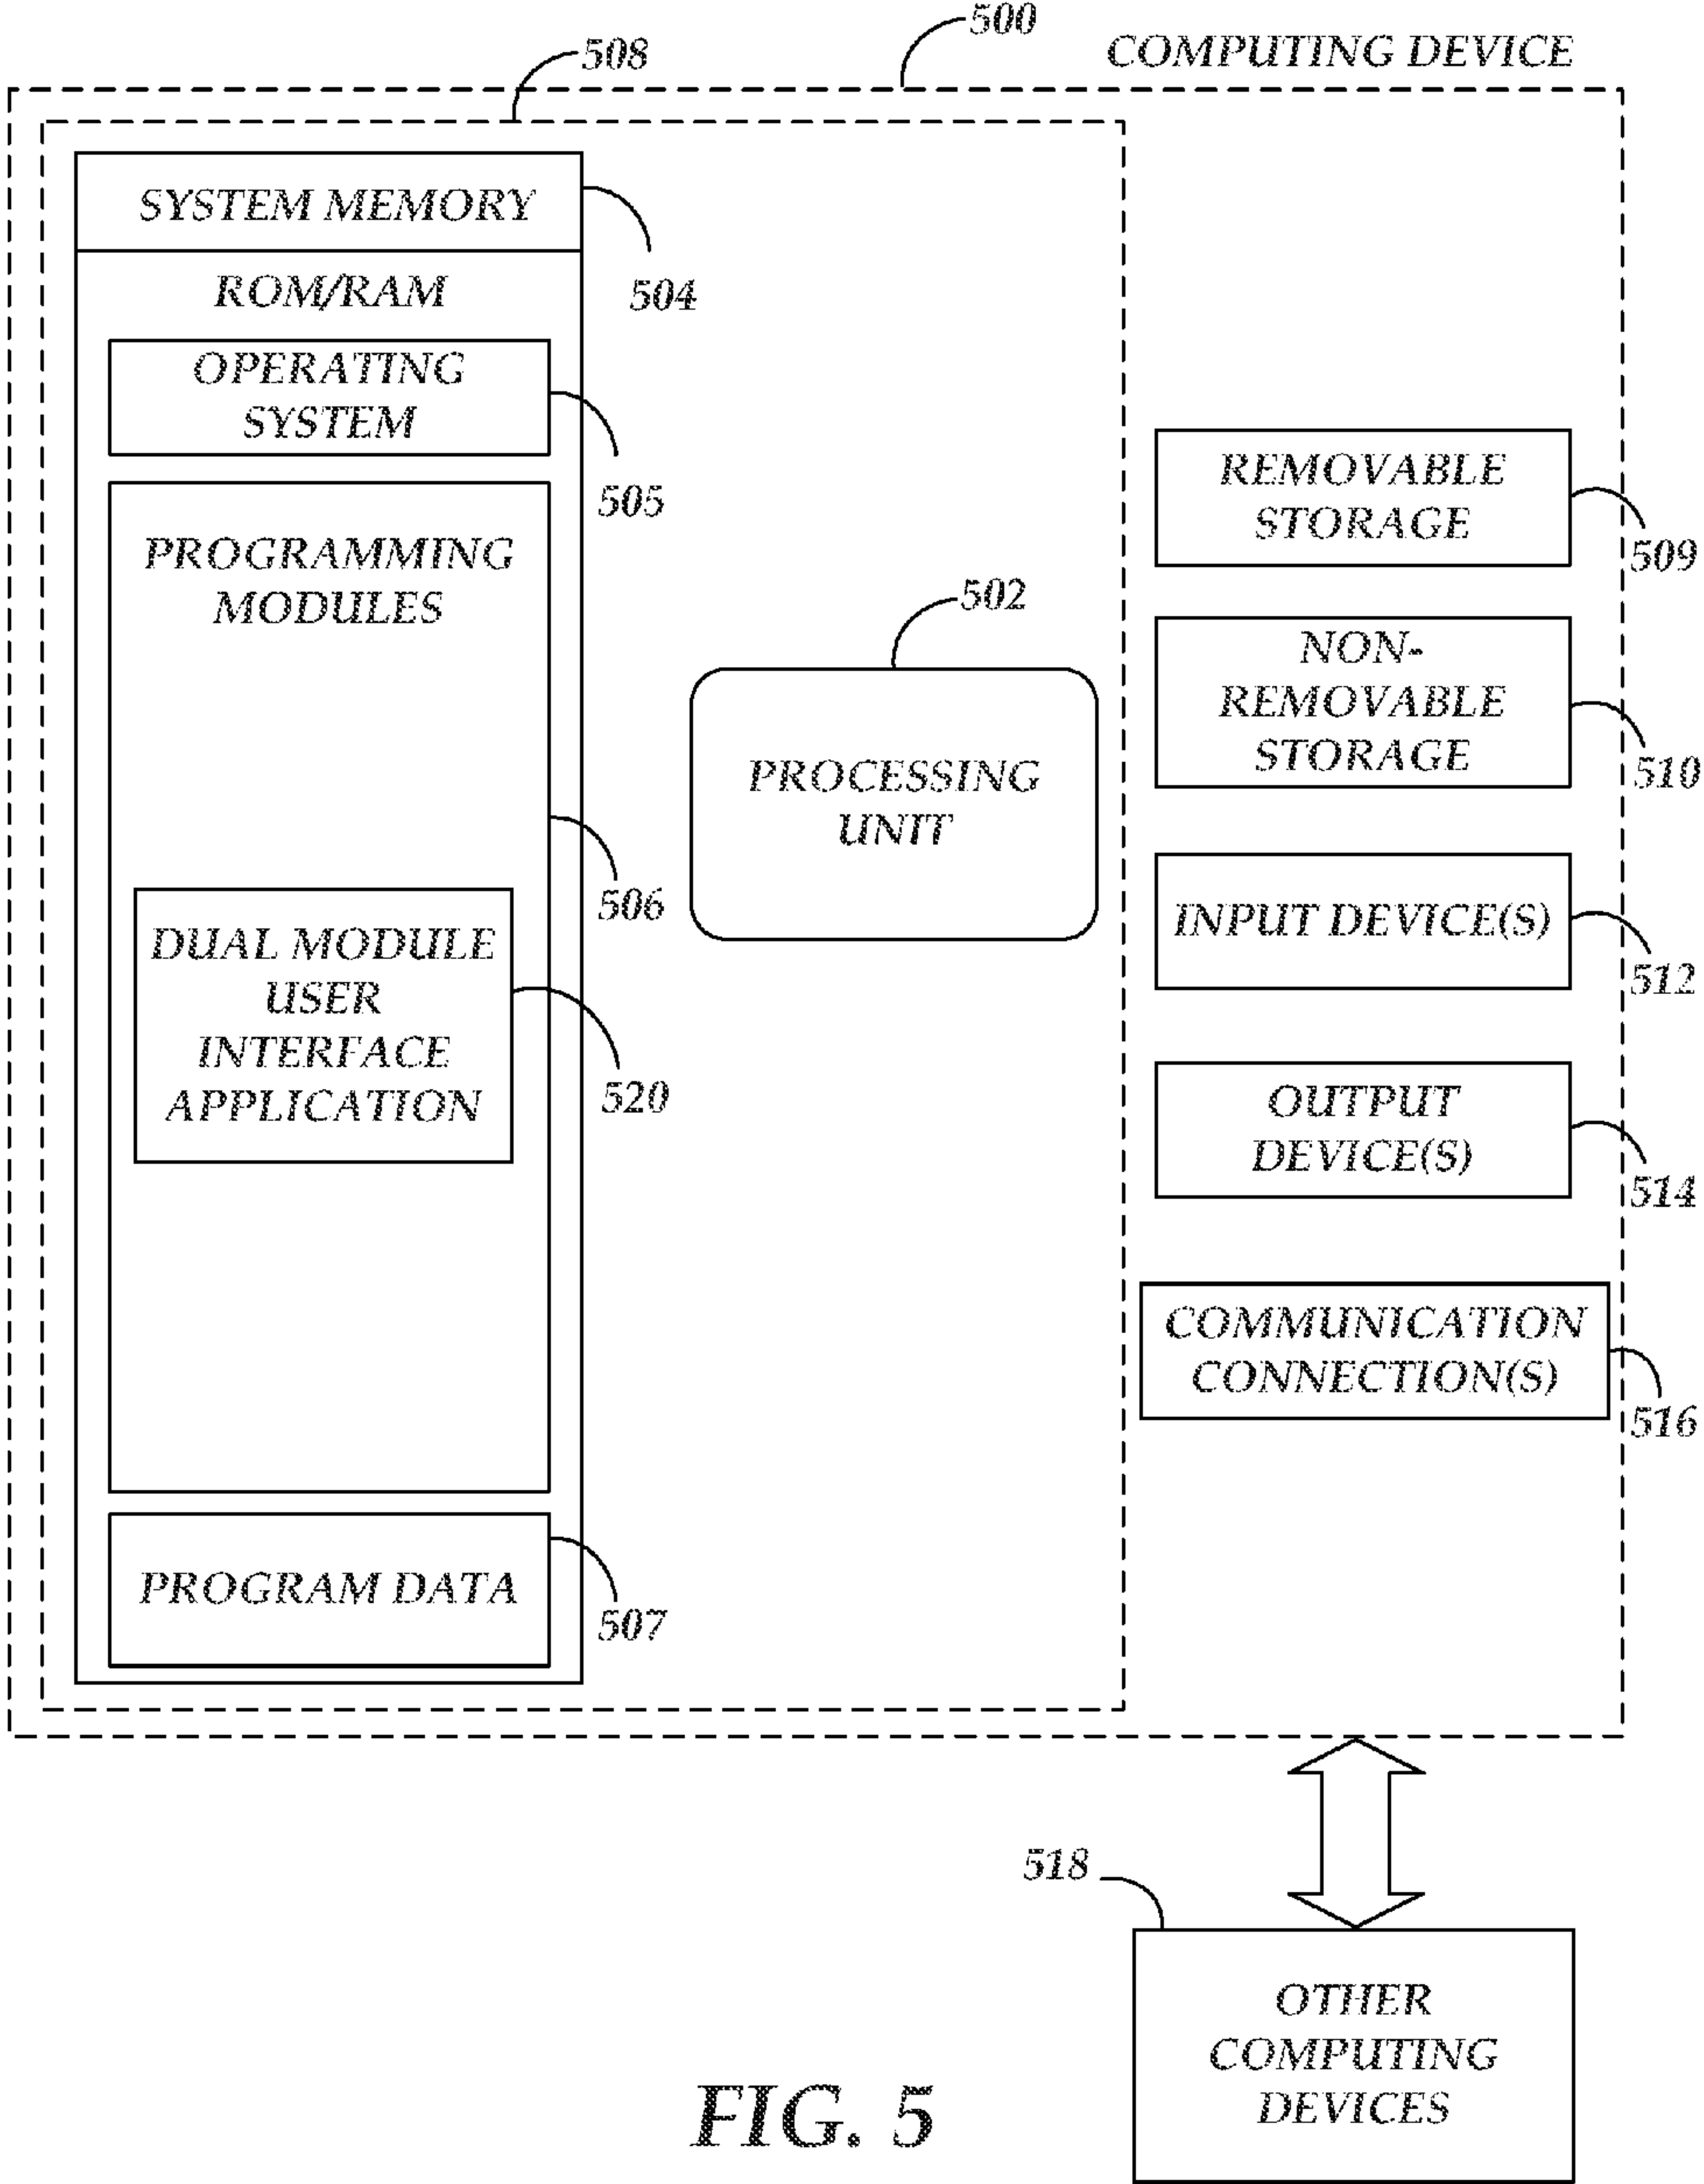 500
COMPUTING DEVICE
508
SYSTEM MEMORY
504
ROM/RAM
OPERATING
SYSTEM
505
PROGRAMMING
MODULES
506
DUAL MODULE
USER
INTERFACE
APPLICATION
520
PROGRAM DATA
507
502
PROCESSING
UNIT
REMOVABLE
STORAGE
509
NON-
REMOVABLE
STORAGE
510
INPUT DEVICE(S)
512
OUTPUT
DEVICE(S)
514
COMMUNICATION
CONNECTION(S)
516
518
OTHER
COMPUTING
DEVICES
FIG. 5